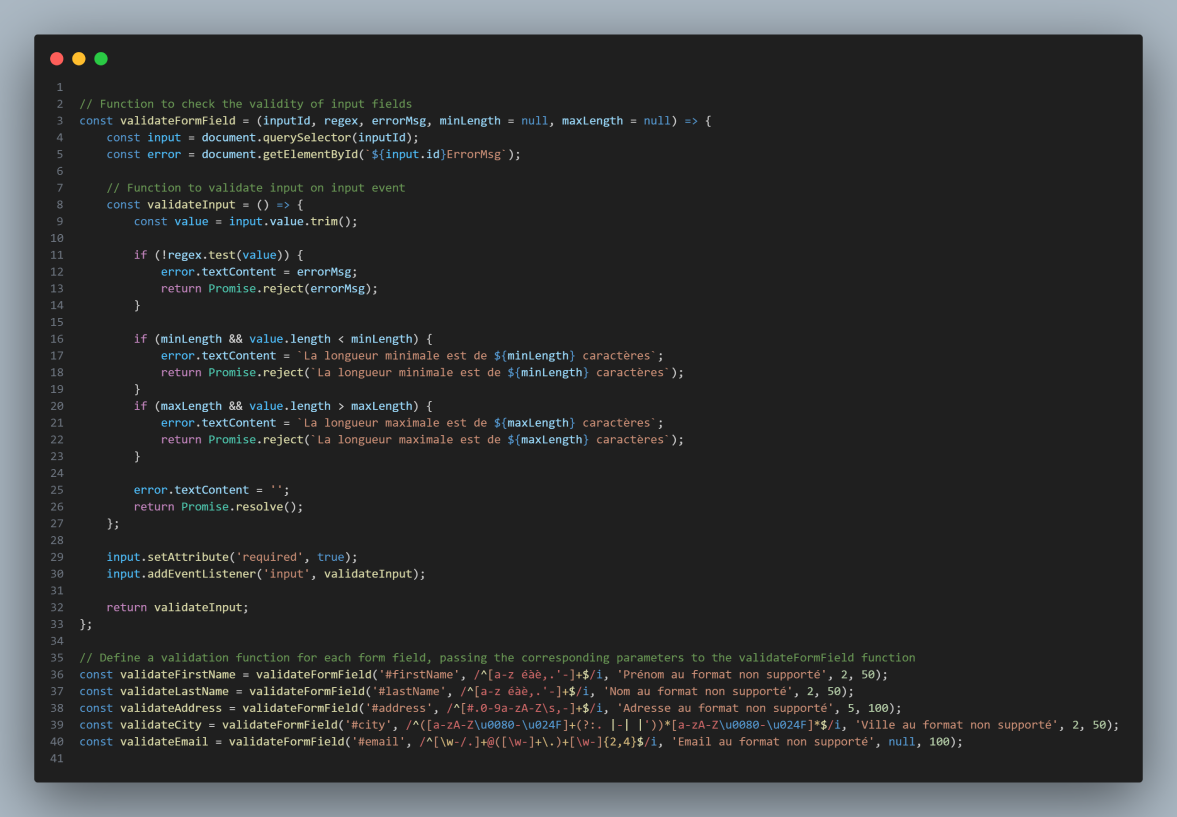 1
2 // Function to check the validity of input fields
3 const validateFormField = (inputId, regex, errorMsg, minLength = null, maxLength = null) => {
4     const input = document.querySelector(inputId);
5     const error = document.getElementById(`${input.id}ErrorMsg`);
6
7     // Function to validate input on input event
8     const validateInput = () => {
9         const value = input.value.trim();
10
11         if (!regex.test(value)) {
12             error.textContent = errorMsg;
13             return Promise.reject(errorMsg);
14         }
15
16         if (minLength && value.length < minLength) {
17             error.textContent = `La longueur minimale est de ${minLength} caractères`;
18             return Promise.reject(`La longueur minimale est de ${minLength} caractères`);
19         }
20         if (maxLength && value.length > maxLength) {
21             error.textContent = `La longueur maximale est de ${maxLength} caractères`;
22             return Promise.reject(`La longueur maximale est de ${maxLength} caractères`);
23         }
24
25         error.textContent = '';
26         return Promise.resolve();
27     };
28
29     input.setAttribute('required', true);
30     input.addEventListener('input', validateInput);
31
32     return validateInput;
33 };
34
35 // Define a validation function for each form field, passing the corresponding parameters to the validateFormField function
36 const validateFirstName = validateFormField('#firstName', /^[a-z éàè,.'-]+$/i, 'Prénom au format non supporté', 2, 50);
37 const validateLastName = validateFormField('#lastName', /^[a-z éàè,.'-]+$/i, 'Nom au format non supporté', 2, 50);
38 const validateAddress = validateFormField('#address', /^[#.0-9a-zA-Z\s,-]+$/i, 'Adresse au format non supporté', 5, 100);
39 const validateCity = validateFormField('#city', /^([a-zA-Z\u0080-\u024F]+(?:. |-| |'))*[a-zA-Z\u0080-\u024F]*$/i, 'Ville au format non supporté', 2, 50);
40 const validateEmail = validateFormField('#email', /^[\w-/.]+@([\w-]+\.)+[\w-]{2,4}$/i, 'Email au format non supporté', null, 100);
41